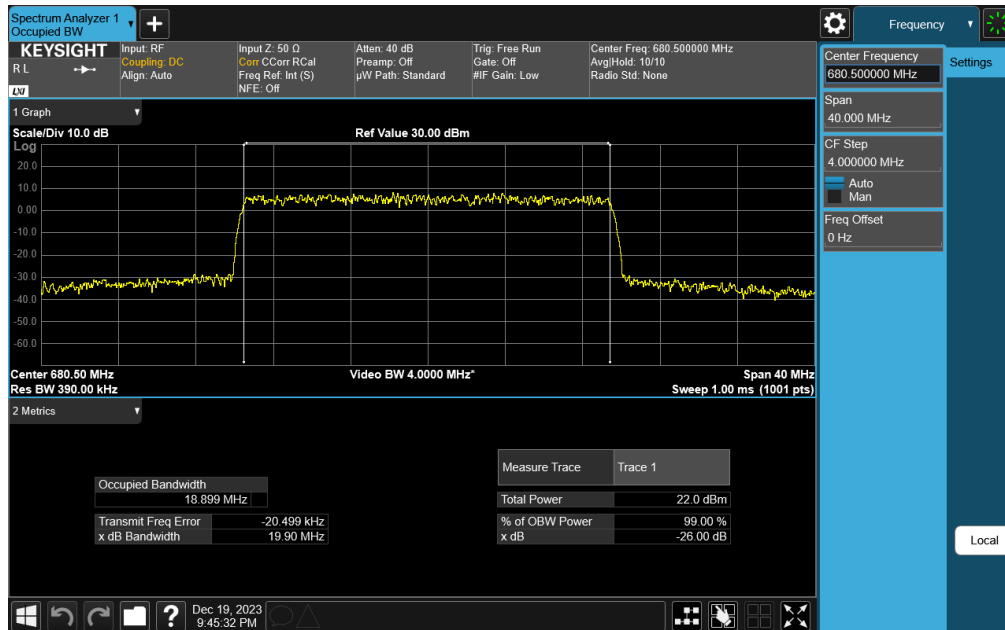 Spectrum Analyzer 1
Occupied BW
Frequency
KEYSIGHT
R L
LXI
Input: RF
Coupling: DC
Align: Auto
Input Z: 50 Ω
Corr CCorr RCal
Freq Ref: Int (S)
NFE: Off
Atten: 40 dB
Preamp: Off
µW Path: Standard
Trig: Free Run
Gate: Off
#IF Gain: Low
Center Freq: 680.500000 MHz
Avg|Hold: 10/10
Radio Std: None
Center Frequency
680.500000 MHz
Settings
Span
40.000 MHz
CF Step
4.000000 MHz
Auto
Man
Freq Offset
0 Hz
Local
1 Graph
Scale/Div 10.0 dB
Ref Value 30.00 dBm
Log
20.0
10.0
0.00
-10.0
-20.0
-30.0
-40.0
-50.0
-60.0
Center 680.50 MHz
Video BW 4.0000 MHz*
Span 40 MHz
Res BW 390.00 kHz
Sweep 1.00 ms (1001 pts)
2 Metrics
Occupied Bandwidth
18.899 MHz
Transmit Freq Error -20.499 kHz
x dB Bandwidth 19.90 MHz
Measure Trace Trace 1
Total Power 22.0 dBm
% of OBW Power 99.00 %
x dB -26.00 dB
?
Dec 19, 2023
9:45:32 PM